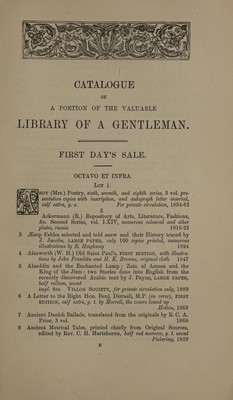 CATALOGUE
OF
A PORTION OF THE VALUABLE
LIBRARY OF A GENTLEMAN.
FIRST DAY'S SALE.
OCTAVO ET INFRA.
LOT 1.
(Mrs.) Poetry, sixth, seventh, and eighth series, 3 vol. presentation copies with inscription, and autograph letter inserted,
calf extra, g. e. For private circulation, 1854-62
2
Ackermann (R.) Repository of Arts, Literature, Fashions,
&c. Second Series, vol. I-XIV, numerous coloured and other
plates, russia 1816-22
3 Æsop Fables selected and told anew and their History traced by
J. Jacobs, LARGE PAPER, only 100 copies printed, numerous
illustrations by R. Heighway 1894
4 Ainsworth (W. H.) Old Saint Paul's, FIRST EDITION, with illustrations by John Franklin and H. K. Browne, original cloth 1847
5 Alaeddin and the Enchanted Lamp; Zein ul Asnam and the
King of the Jinn: two Stories done into English from the
recently discovered Arabic text by J. Payne, LARGE PAPER,
half vellum, uncut
impl. 8vo. VILLON SOCIETY, for private circulation only, 1889
6 A Letter to the Right Hon. Benj. Disraeli, M.P. (in verse), FIRST
EDITION, calf extra, g. t. by Morrell, the covers bound up
Hotten, 1869
7 Ancient Danish Ballads, translated from the originals by R. C. A.
Prior, 3 vol. 1860
8 Ancient Metrical Tales, printed chiefly from Original Sources,
edited by Rev. C. H. Hartshorne, half red morocco, g. t. uncut
Pickering, 1829
B